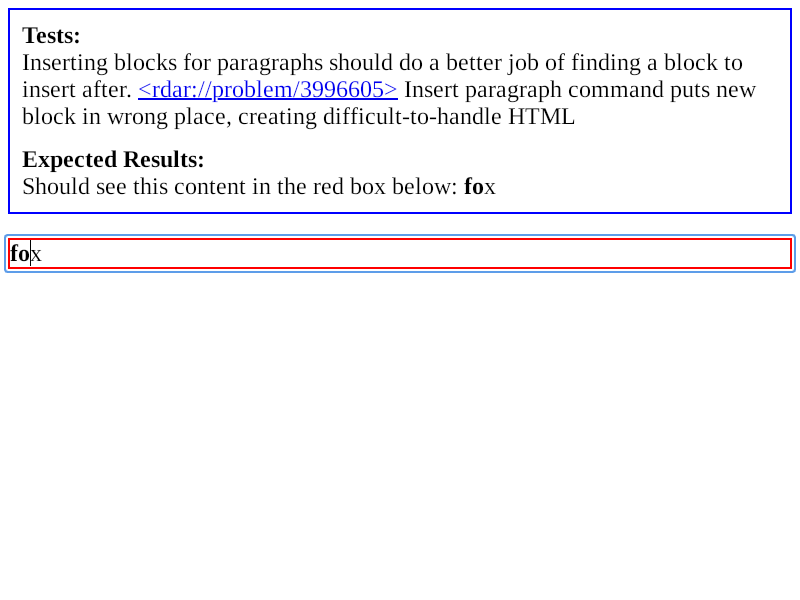 Tests:
Inserting blocks for paragraphs should do a better job of finding a block to
insert after. <rdar://problem/3996605> Insert paragraph command puts new
block in wrong place, creating difficult-to-handle HTML
Expected Results:
Should see this content in the red box below: fox
fox